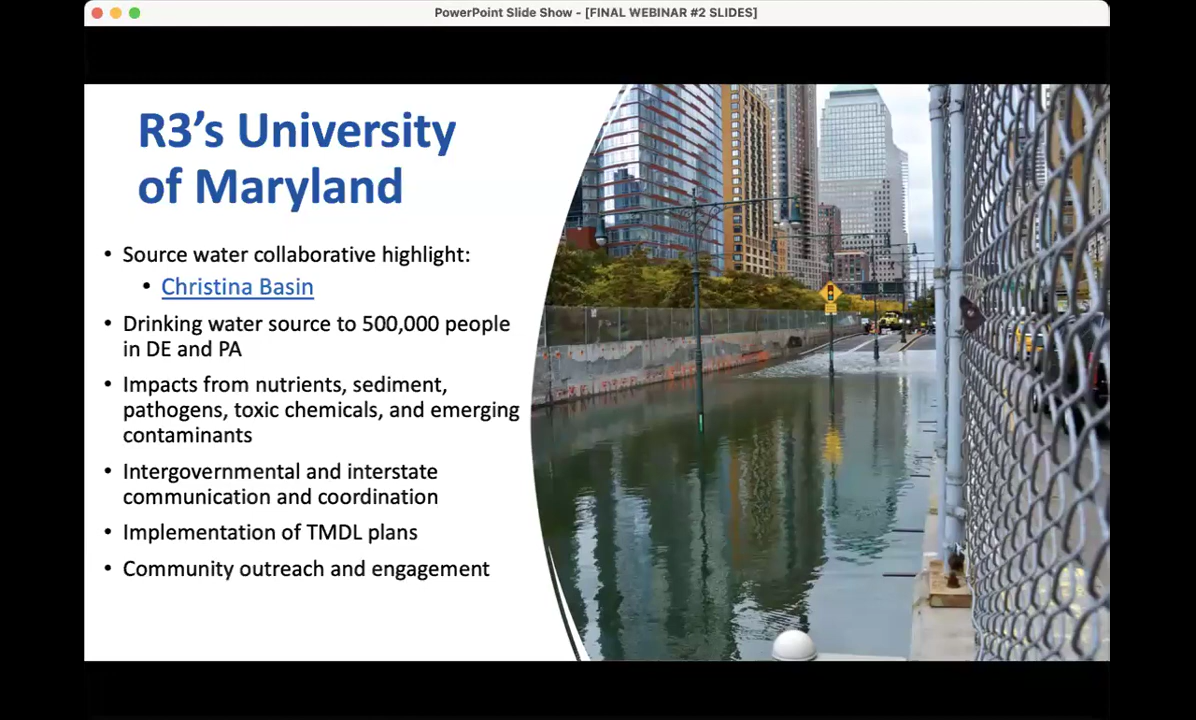 PowerPoint Slide Show - [FINAL WEBINAR #2 SLIDES]
R3’s University
of Maryland
• Source water collaborative highlight:
• Christina Basin
• Drinking water source to 500,000 people
in DE and PA
• Impacts from nutrients, sediment,
pathogens, toxic chemicals, and emerging
contaminants
• Intergovernmental and interstate
communication and coordination
• Implementation of TMDL plans
• Community outreach and engagement